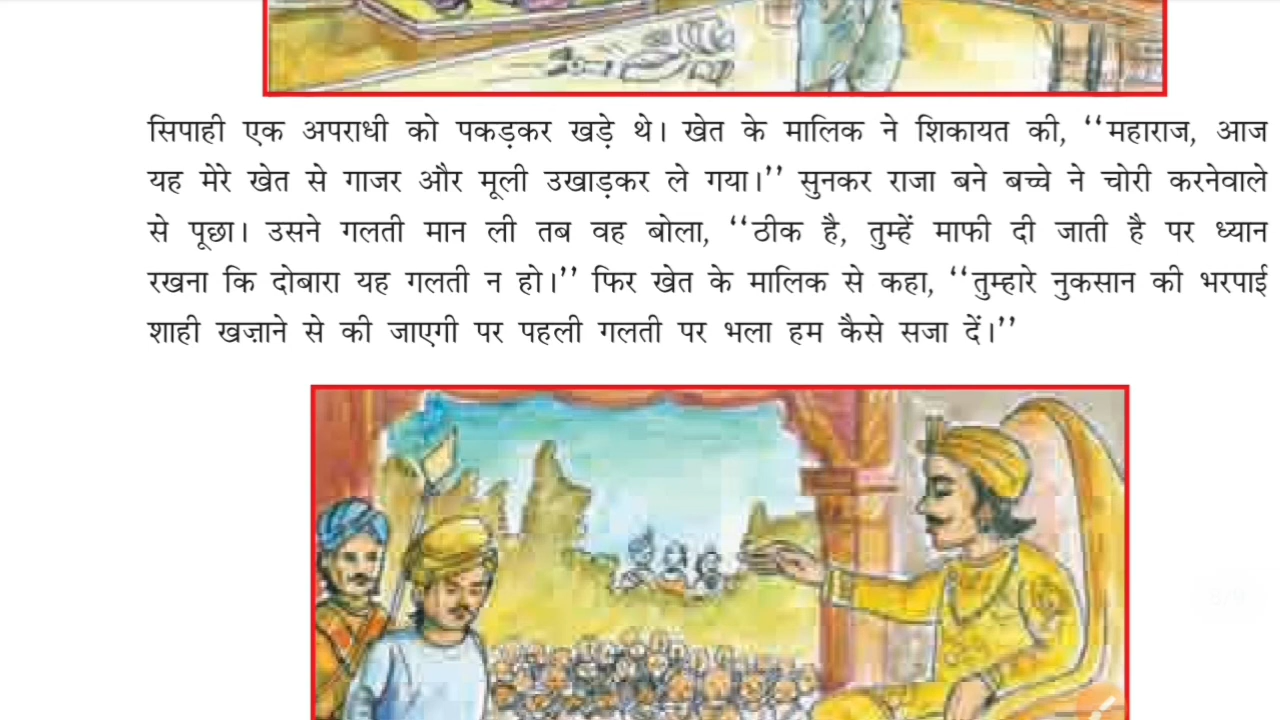 सिपाही एक अपराधी को पकड़कर खड़े थे। खेत के मालिक ने शिकायत की, ‘‘महाराज, आज
यह मेरे खेत से गाजर और मूली उखाड़कर ले गया।’’ सुनकर राजा बने बच्चे ने चोरी करनेवाले
से पूछा। उसने गलती मान ली तब वह बोला, ‘‘ठीक है, तुम्हें माफी दी जाती है पर ध्यान
रखना कि दोबारा यह गलती न हो।’’ फिर खेत के मालिक से कहा, ‘‘तुम्हारे नुकसान की भरपाई
शाही खज़ाने से की जाएगी पर पहली गलती पर भला हम कैसे सजा दें।’’